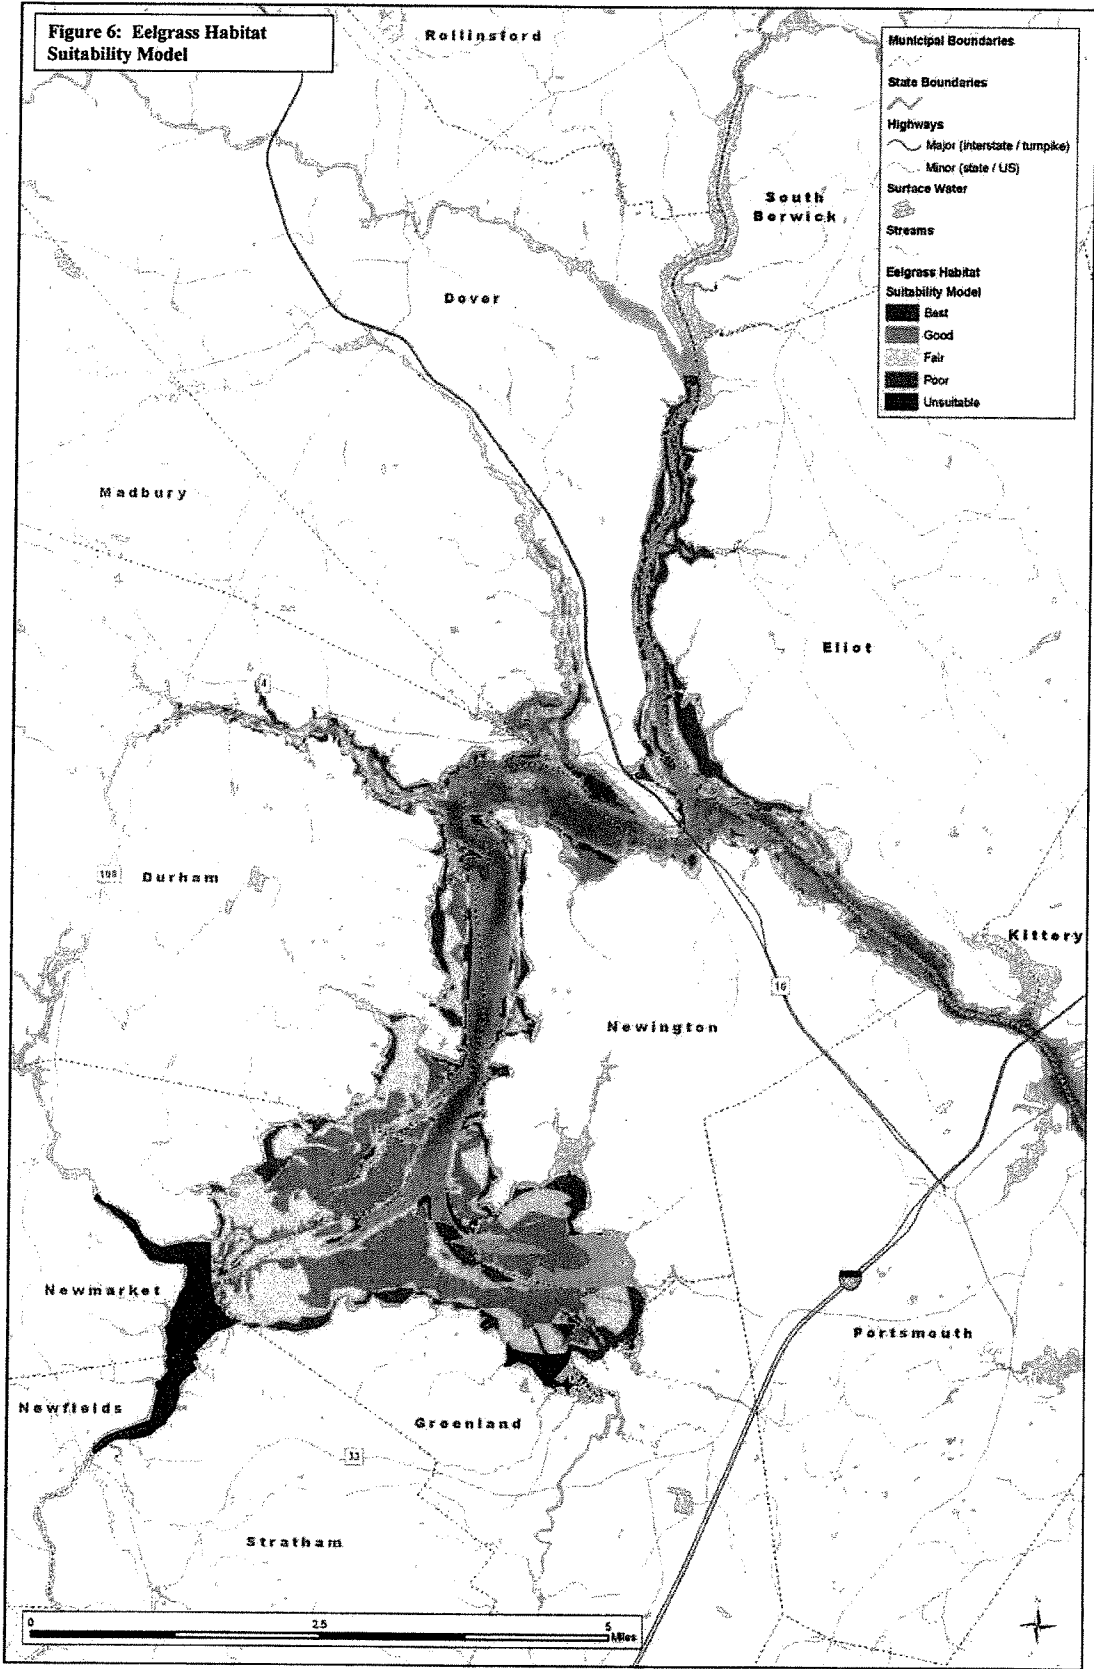 Figure 6: Eelgrass Habitat
Suitability Model
Rollinsford
Municipal Boundaries
State Boundaries
Highways
Major (interstate / turnpike)
Minor (state / US)
Surface Water
Streams
Eelgrass Habitat
Suitability Model
Best
Good
Fair
Poor
Unsuitable
South
Berwick
Dover
Madbury
Eliot
4
108
Durham
Kittery
16
Newington
Newmarket
Portsmouth
Newfields
Greenland
33
Stratham
0
2.5
5
Miles